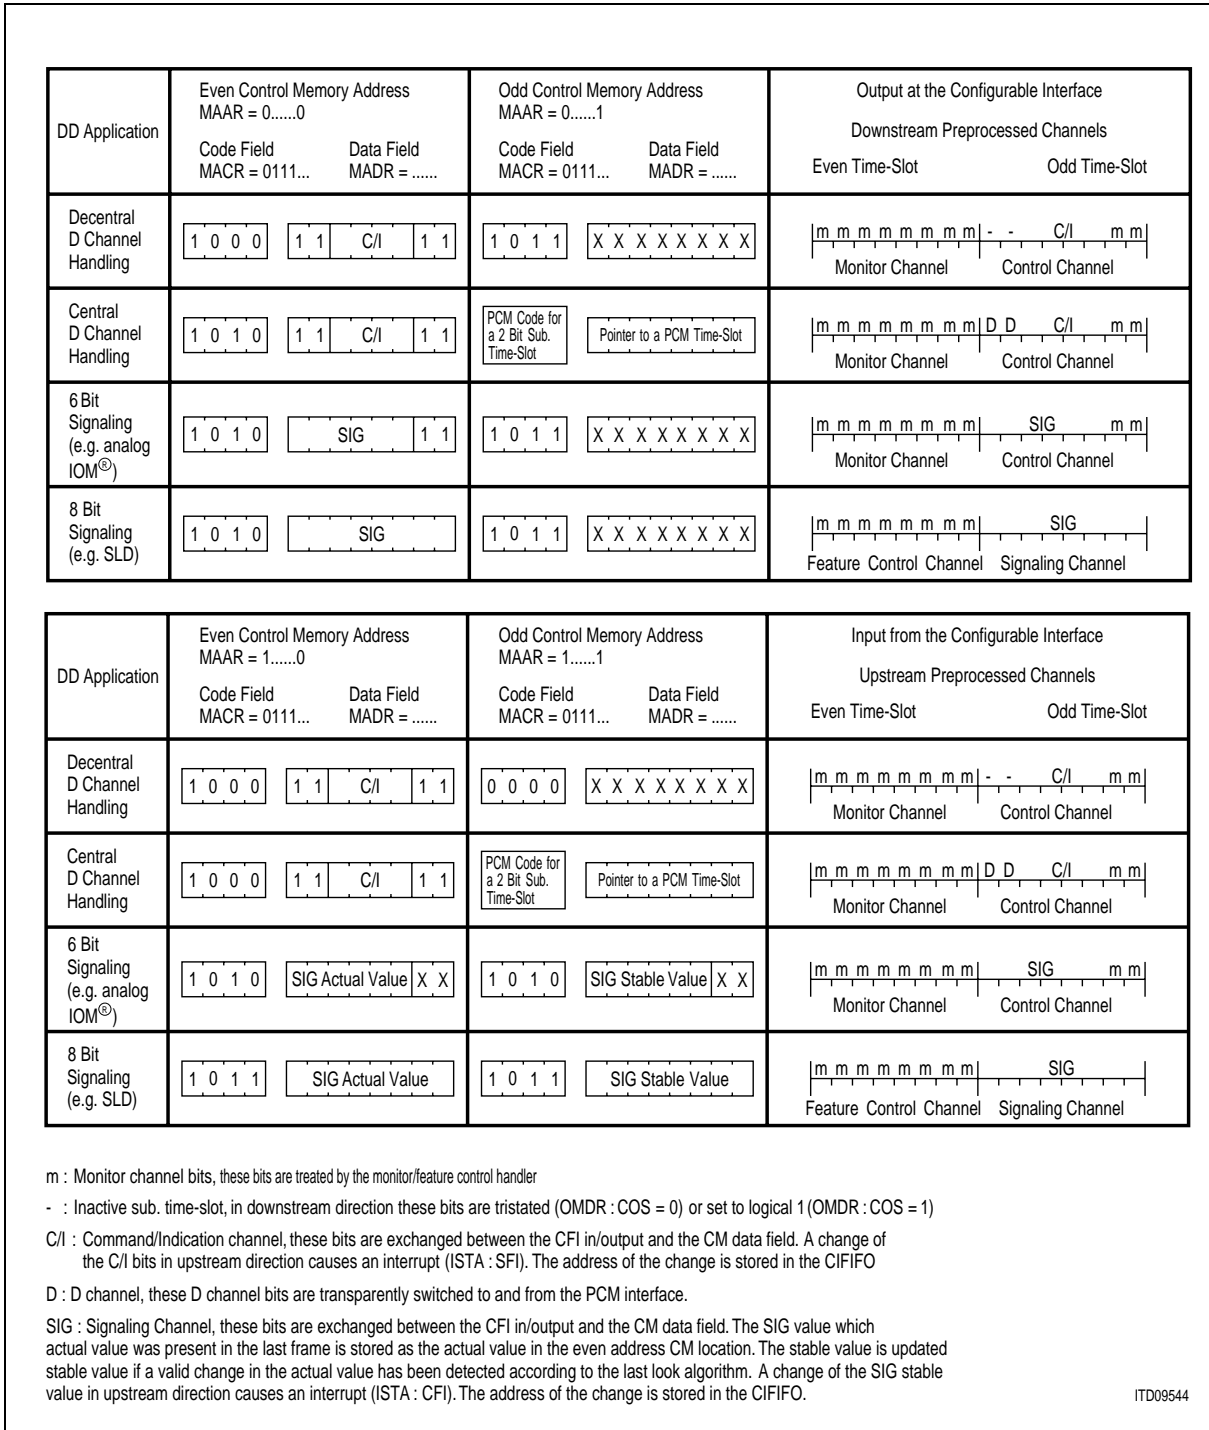 DD Application
Even Control Memory Address
MAAR = 0......0
Code Field Data Field
MACR = 0111... MADR = ......
Odd Control Memory Address
MAAR = 0......1
Code Field Data Field
MACR = 0111... MADR = ......
Output at the Configurable Interface
Downstream Preprocessed Channels
Even Time-Slot Odd Time-Slot
Decentral
D Channel
Handling
1 0 0 0 1 1 C/I 1 1
1 0 1 1 X X X X X X X X
m m m m m m m m - - C/I m m
Monitor Channel Control Channel
Central
D Channel
Handling
1 0 1 0 1 1 C/I 1 1
PCM Code for
a 2 Bit Sub.
Time-Slot
Pointer to a PCM Time-Slot
m m m m m m m m D D C/I m m
Monitor Channel Control Channel
6 Bit
Signaling
(e.g. analog
IOM®)
1 0 1 0 SIG 1 1
1 0 1 1 X X X X X X X X
m m m m m m m m SIG m m
Monitor Channel Control Channel
8 Bit
Signaling
(e.g. SLD)
1 0 1 0 SIG
1 0 1 1 X X X X X X X X
m m m m m m m m SIG
Feature Control Channel Signaling Channel
DD Application
Even Control Memory Address
MAAR = 1......0
Code Field Data Field
MACR = 0111... MADR = ......
Odd Control Memory Address
MAAR = 1......1
Code Field Data Field
MACR = 0111... MADR = ......
Input from the Configurable Interface
Upstream Preprocessed Channels
Even Time-Slot Odd Time-Slot
Decentral
D Channel
Handling
1 0 0 0 1 1 C/I 1 1
0 0 0 0 X X X X X X X X
m m m m m m m m - - C/I m m
Monitor Channel Control Channel
Central
D Channel
Handling
1 0 0 0 1 1 C/I 1 1
PCM Code for
a 2 Bit Sub.
Time-Slot
Pointer to a PCM Time-Slot
m m m m m m m m D D C/I m m
Monitor Channel Control Channel
6 Bit
Signaling
(e.g. analog
IOM®)
1 0 1 0 SIG Actual Value X X
1 0 1 0 SIG Stable Value X X
m m m m m m m m SIG m m
Monitor Channel Control Channel
8 Bit
Signaling
(e.g. SLD)
1 0 1 1 SIG Actual Value
1 0 1 1 SIG Stable Value
m m m m m m m m SIG
Feature Control Channel Signaling Channel
m : Monitor channel bits, these bits are treated by the monitor/feature control handler
- : Inactive sub. time-slot, in downstream direction these bits are tristated (OMDR : COS = 0) or set to logical 1 (OMDR : COS = 1)
C/I : Command/Indication channel, these bits are exchanged between the CFI in/output and the CM data field. A change of
the C/I bits in upstream direction causes an interrupt (ISTA : SFI). The address of the change is stored in the CIFIFO
D : D channel, these D channel bits are transparently switched to and from the PCM interface.
SIG : Signaling Channel, these bits are exchanged between the CFI in/output and the CM data field. The SIG value which
actual value was present in the last frame is stored as the actual value in the even address CM location. The stable value is updated
stable value if a valid change in the actual value has been detected according to the last look algorithm. A change of the SIG stable
value in upstream direction causes an interrupt (ISTA : CFI). The address of the change is stored in the CIFIFO.
ITD09544